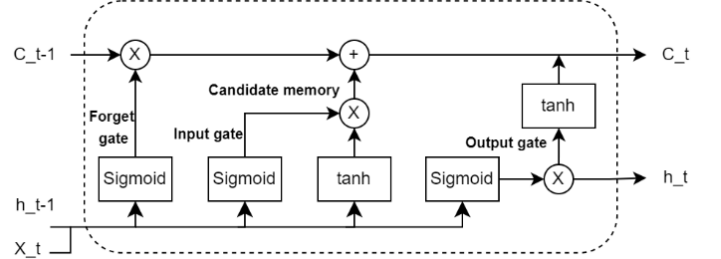 C_t-1
X
+
C_t
Candidate memory
tanh
Forget
gate
Input gate
X
Output gate
Sigmoid
Sigmoid
tanh
Sigmoid
X
h_t
h_t-1
X_t